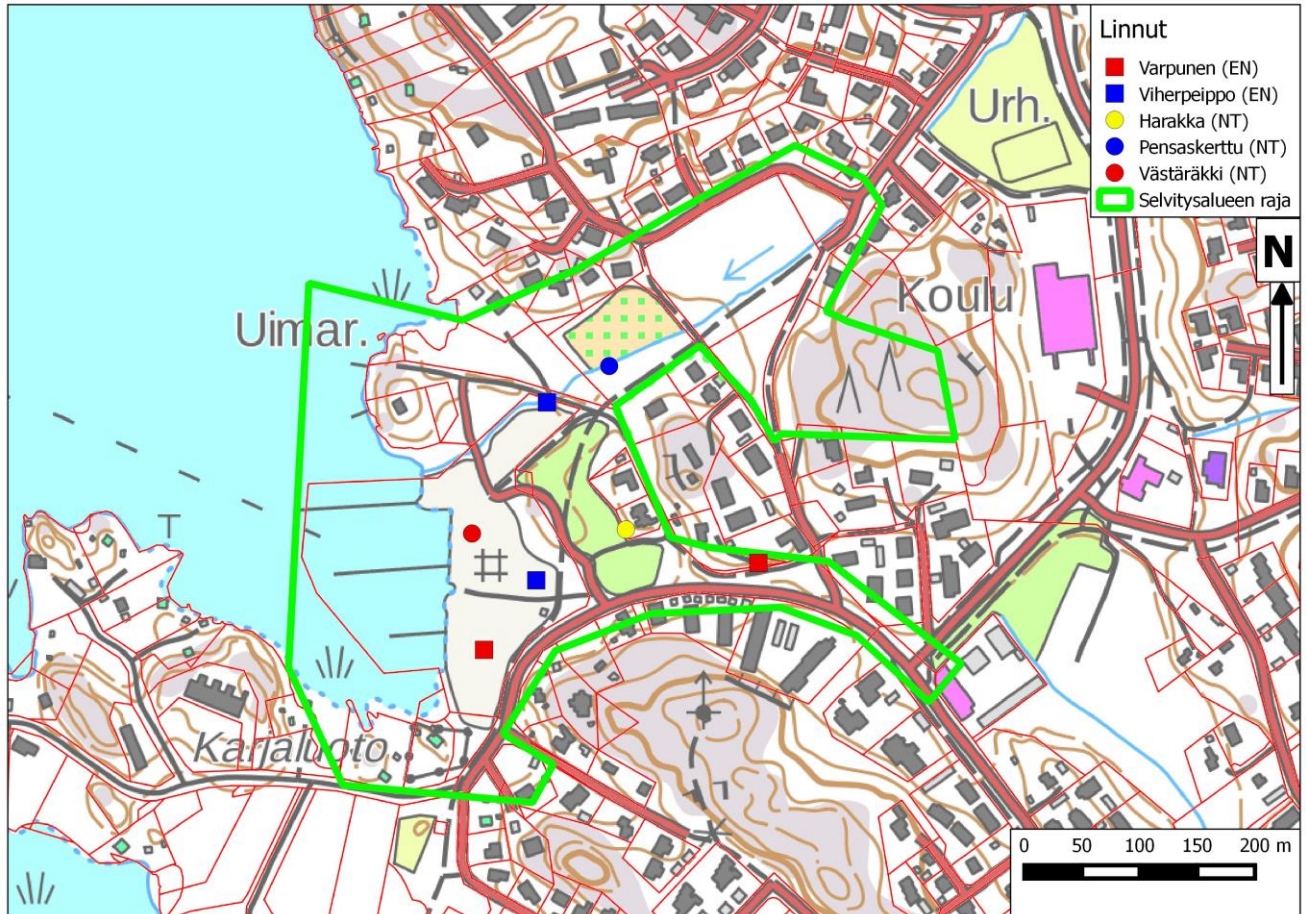 Linnut
Varpunen (EN)
Viherpeippo (EN)
Harakka (NT)
Pensaskerttu (NT)
Västäräkki (NT)
Selvitysalueen raja
Urh.
N
Koulu
Uimar.
Karjaluoto
0 50 100 150 200 m